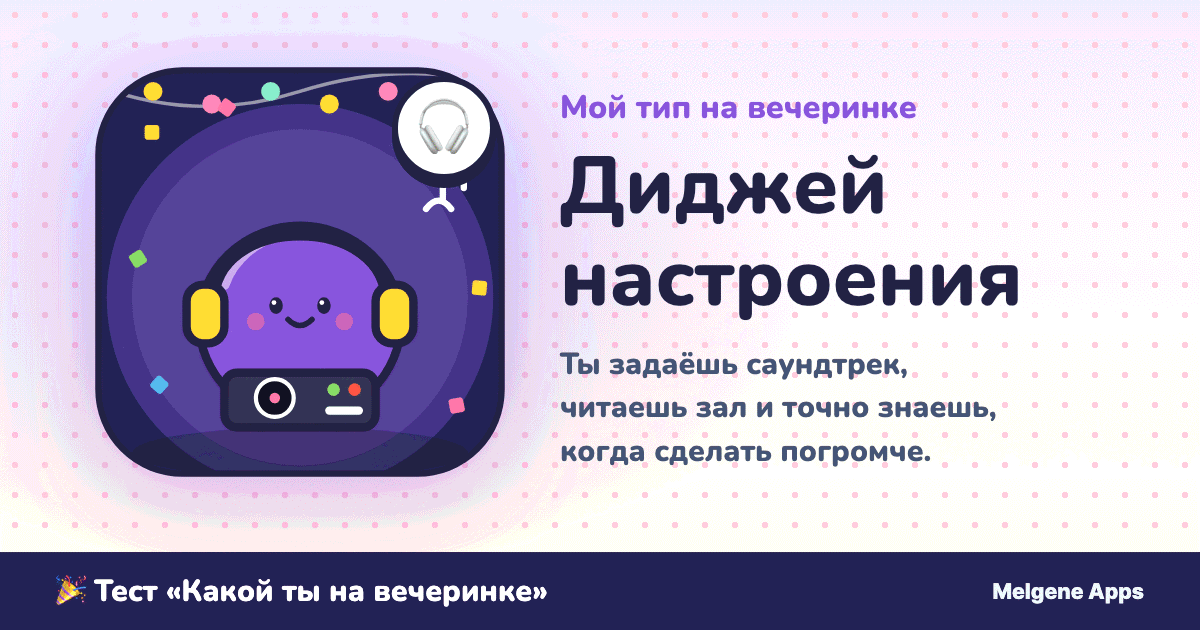 Мой тип на вечеринке
Диджей
настроения
Ты задаёшь саундтрек,
читаешь зал и точно знаешь,
когда сделать погромче.
🎉 Тест «Какой ты на вечеринке»
Melgene Apps